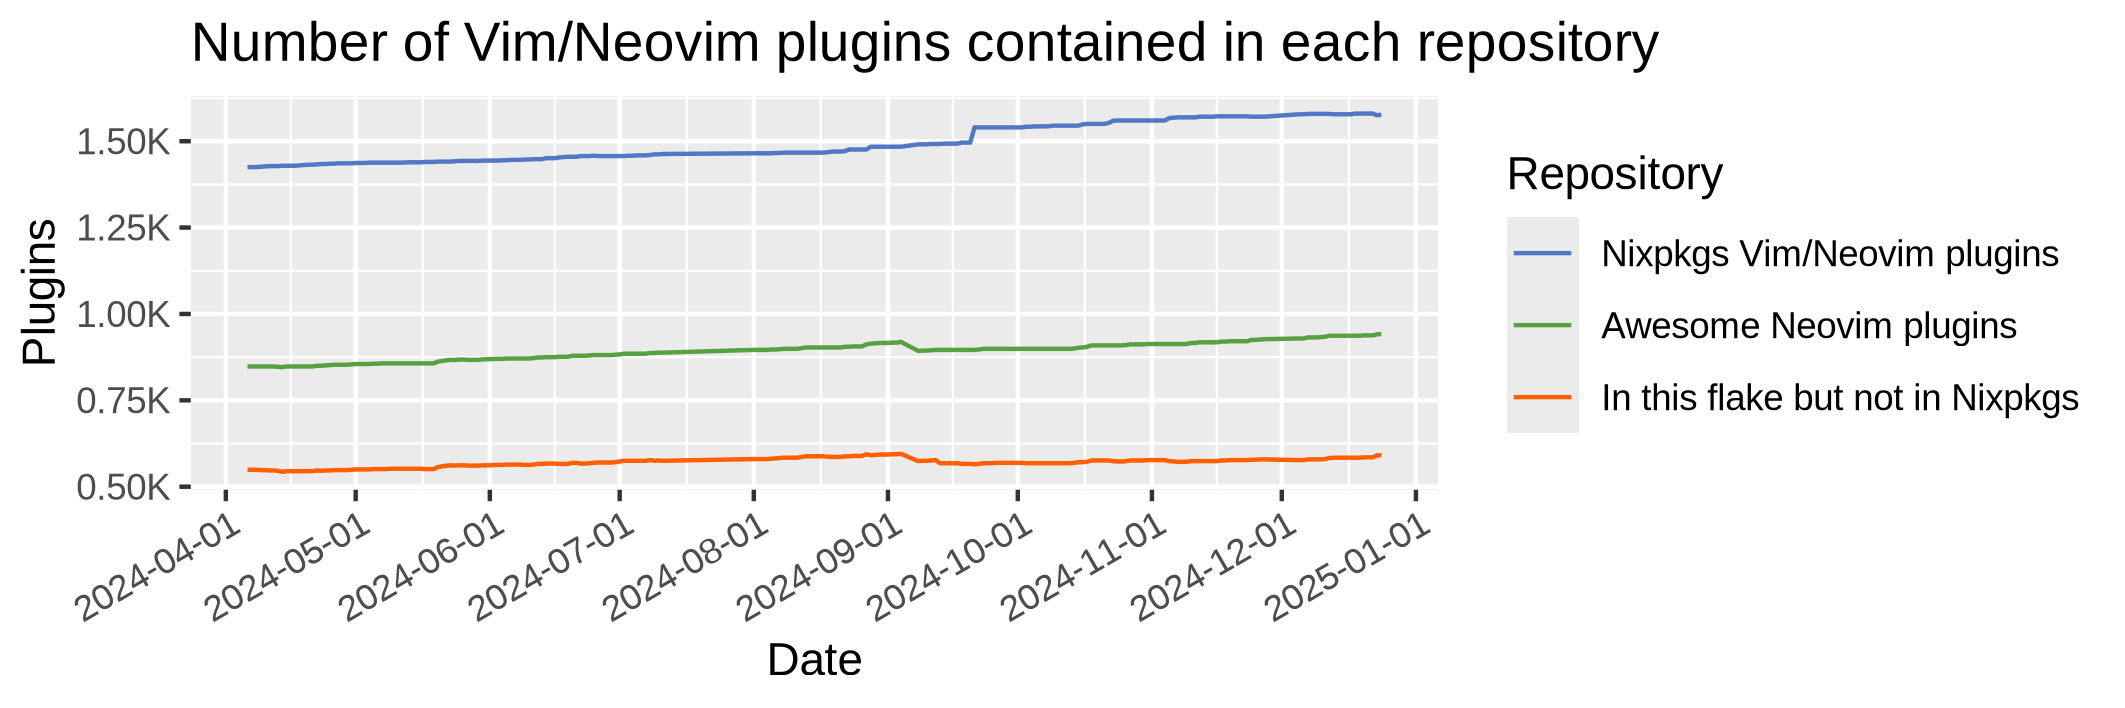 Number of Vim/Neovim plugins contained in each repository
Plugins
1.50K
1.25K
1.00K
0.75K
0.50K
2024-04-01
2024-05-01
2024-06-01
2024-07-01
2024-08-01
2024-09-01
2024-10-01
2024-11-01
2024-12-01
2025-01-01
Date
Repository
Nixpkgs Vim/Neovim plugins
Awesome Neovim plugins
In this flake but not in Nixpkgs